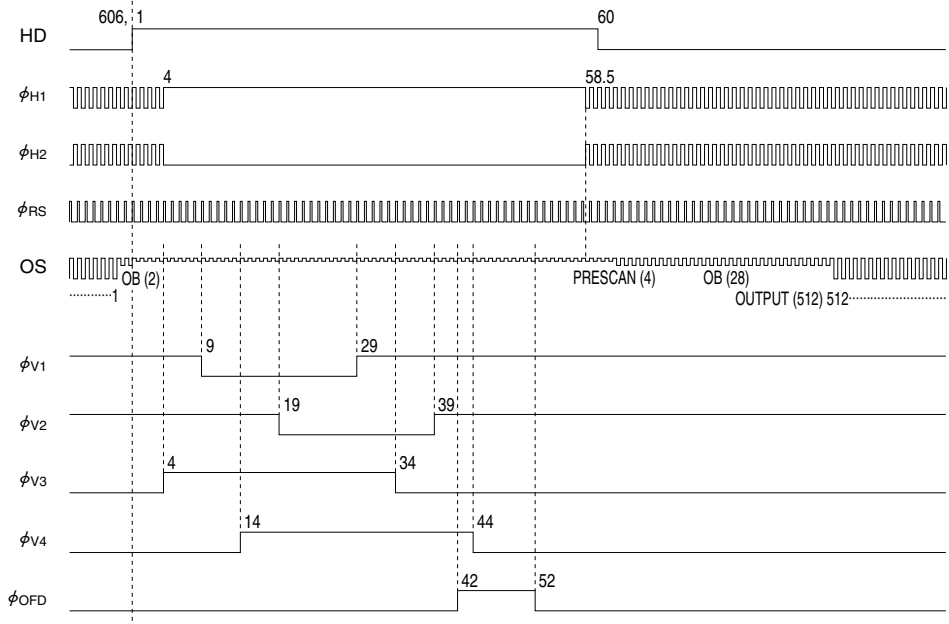 606, 1 60
HD
4 58.5
ϕH1
ϕH2
ϕRS
OS
OB (2) PRESCAN (4) OB (28)
1 OUTPUT (512) 512
9 29
ϕV1
19 39
ϕV2
4 34
ϕV3
14 44
ϕV4
42 52
ϕOFD